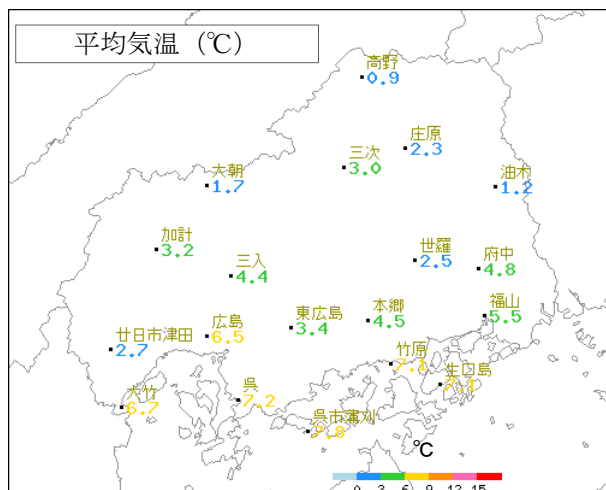 平均気温（℃）
高野
0.9
庄原
2.3
三次
3.0
大朝
1.7
油木
1.2
加計
3.2
三入
4.4
世羅
2.5
府中
4.8
福山
5.5
本郷
4.5
東広島
3.4
広島
6.5
廿日市津田
2.7
竹原
7.1
生口島
7.1
大竹
6.7
呉
7.2
呉市蒲刈
7.8
℃
0 3 6 9 12 15